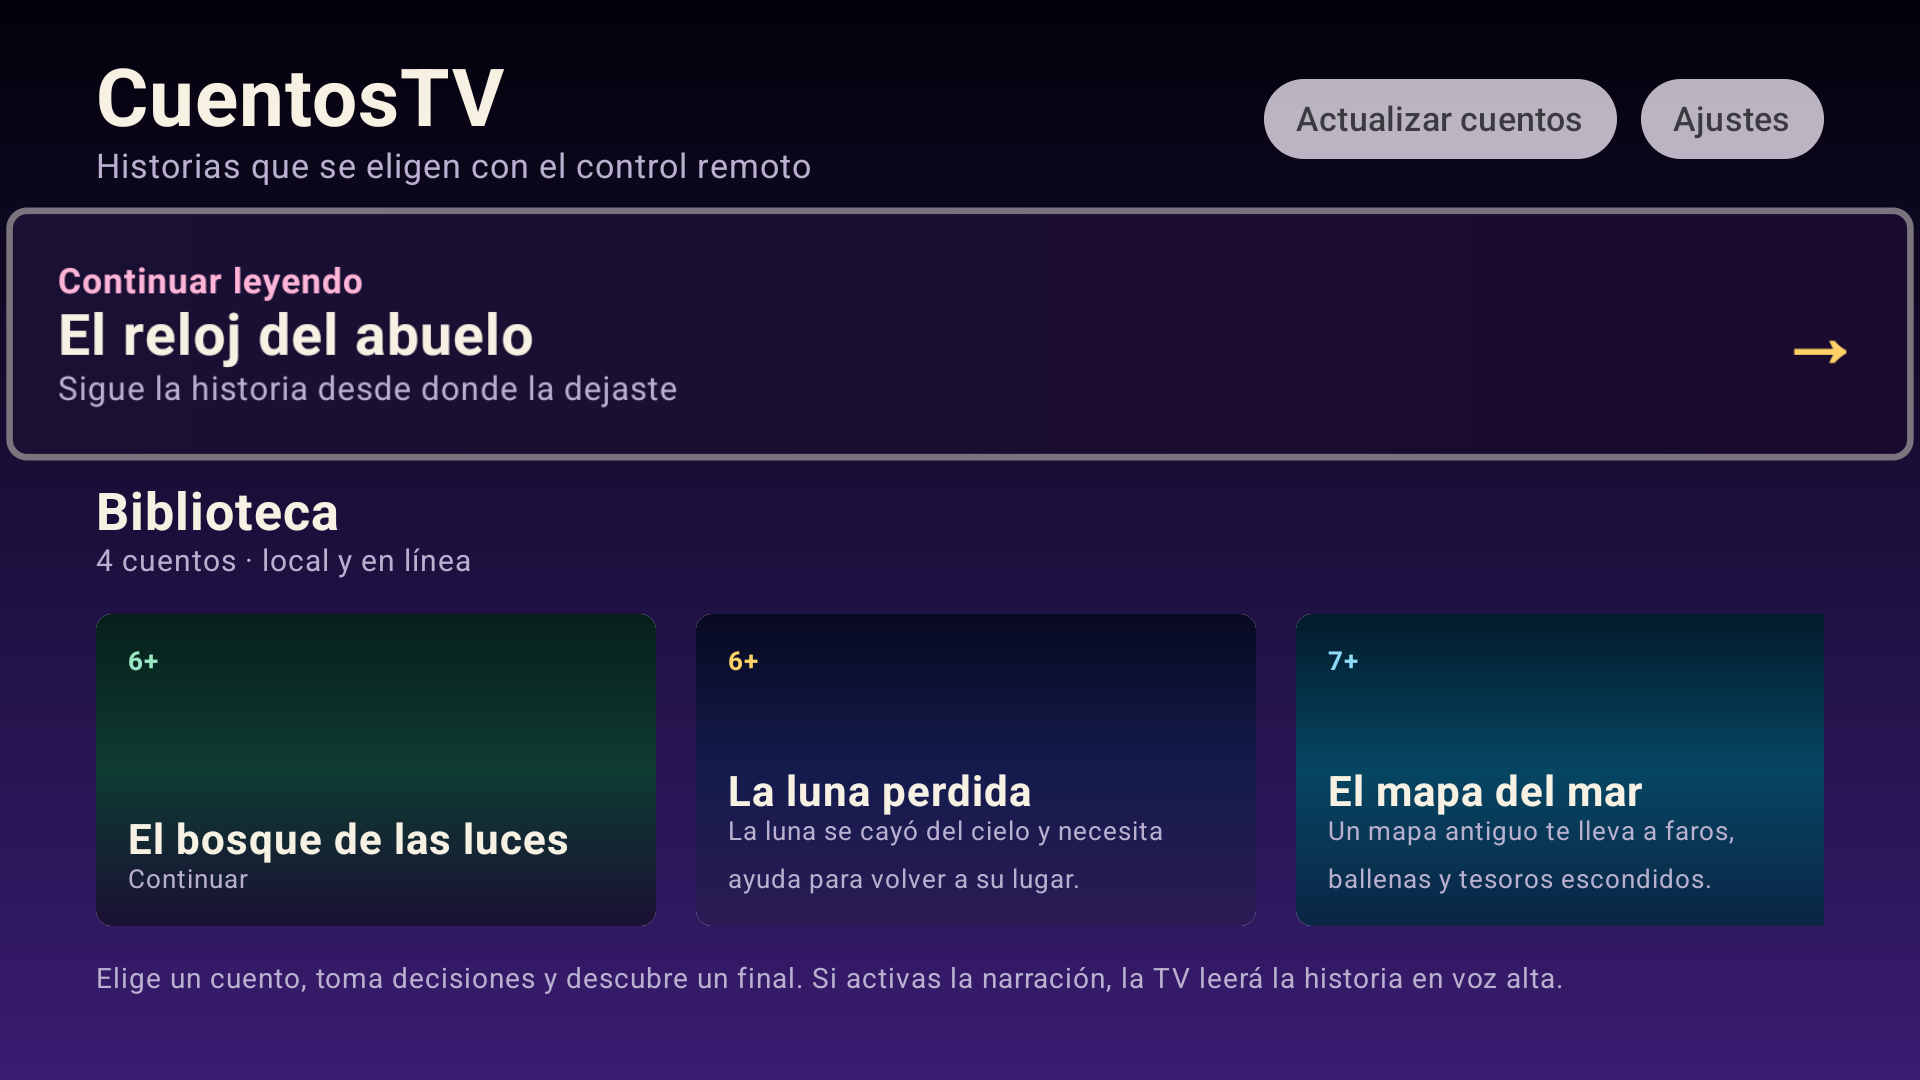 CuentosTV
Historias que se eligen con el control remoto
Actualizar cuentos
Ajustes
Continuar leyendo
El reloj del abuelo
Sigue la historia desde donde la dejaste
→
Biblioteca
4 cuentos · local y en línea
6+
El bosque de las luces
Continuar
6+
La luna perdida
La luna se cayó del cielo y necesita
ayuda para volver a su lugar.
7+
El mapa del mar
Un mapa antiguo te lleva a faros,
ballenas y tesoros escondidos.
Elige un cuento, toma decisiones y descubre un final. Si activas la narración, la TV leerá la historia en voz alta.